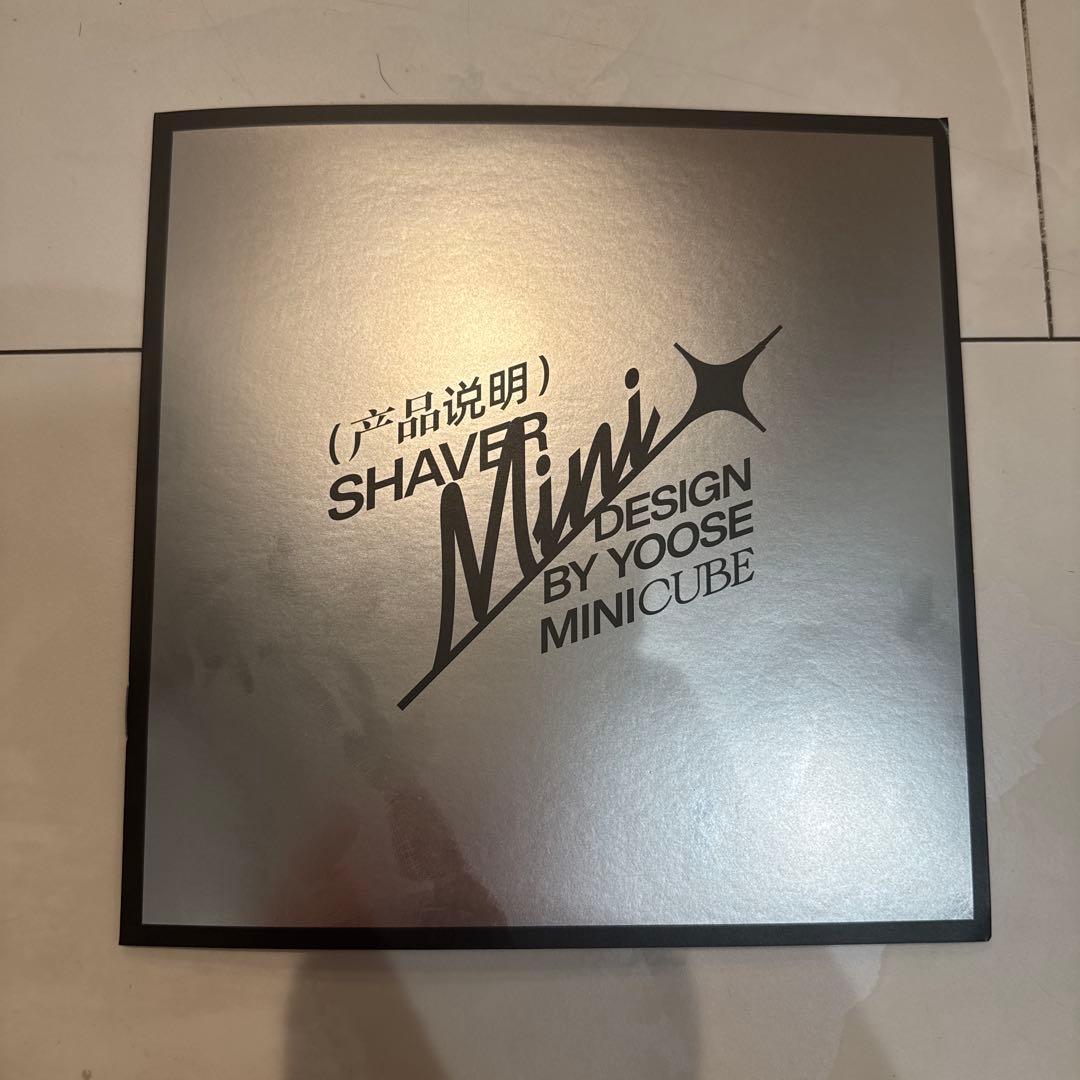 (产品说明)
SHAVER
Mini
DESIGN
BY YOOSE
MINICUBE